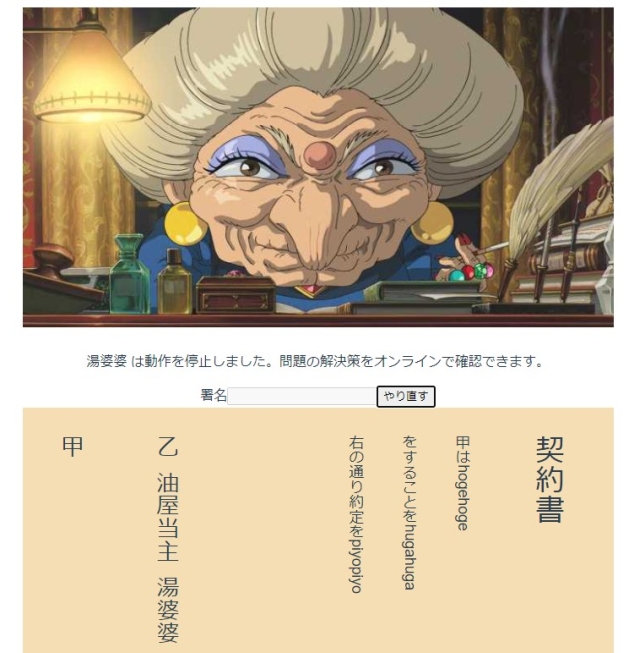 湯婆婆 は動作を停止しました。問題の解決策をオンラインで確認できます。
署名
やり直す
契約書
甲はhogehoge
をすることをhugahuga
右の通り約定をpiyopiyo
乙 油屋当主 湯婆婆
甲